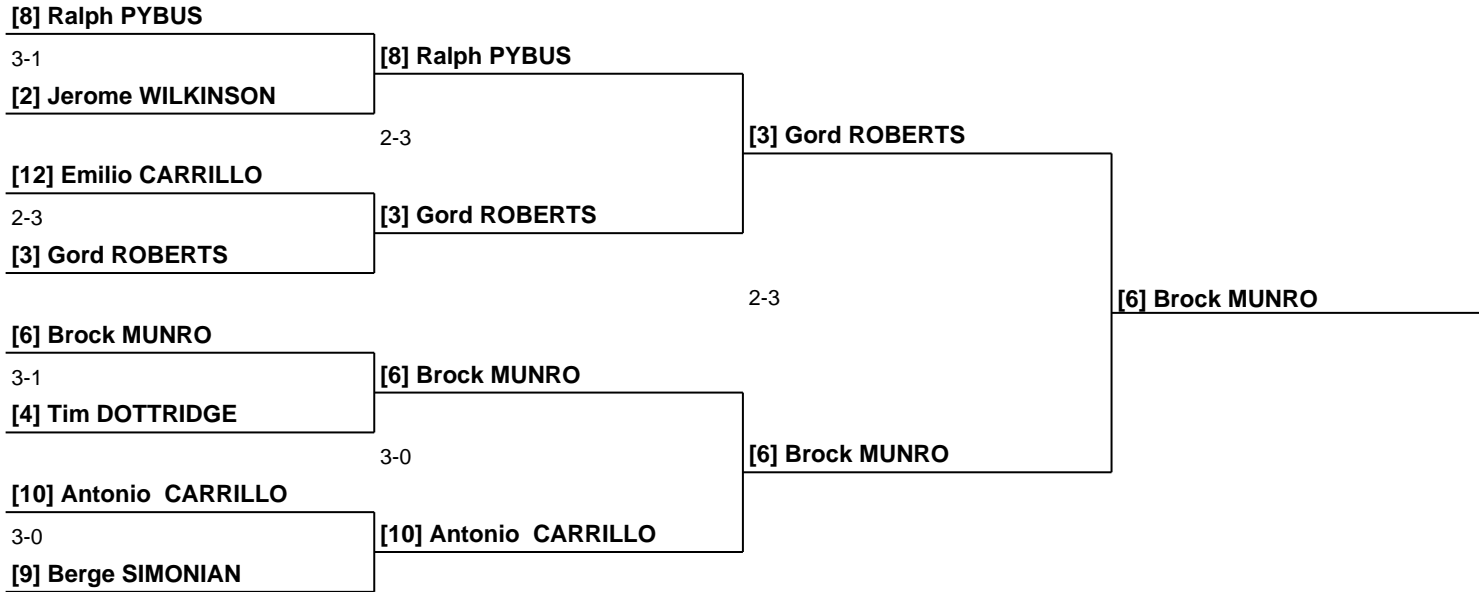 [8] Ralph PYBUS
3-1
[2] Jerome WILKINSON
[12] Emilio CARRILLO
2-3
[3] Gord ROBERTS
[6] Brock MUNRO
3-1
[4] Tim DOTTRIDGE
[10] Antonio  CARRILLO
3-0
[9] Berge SIMONIAN
[8] Ralph PYBUS
2-3
[3] Gord ROBERTS
[6] Brock MUNRO
3-0
[10] Antonio  CARRILLO
[3] Gord ROBERTS
2-3
[6] Brock MUNRO
[6] Brock MUNRO